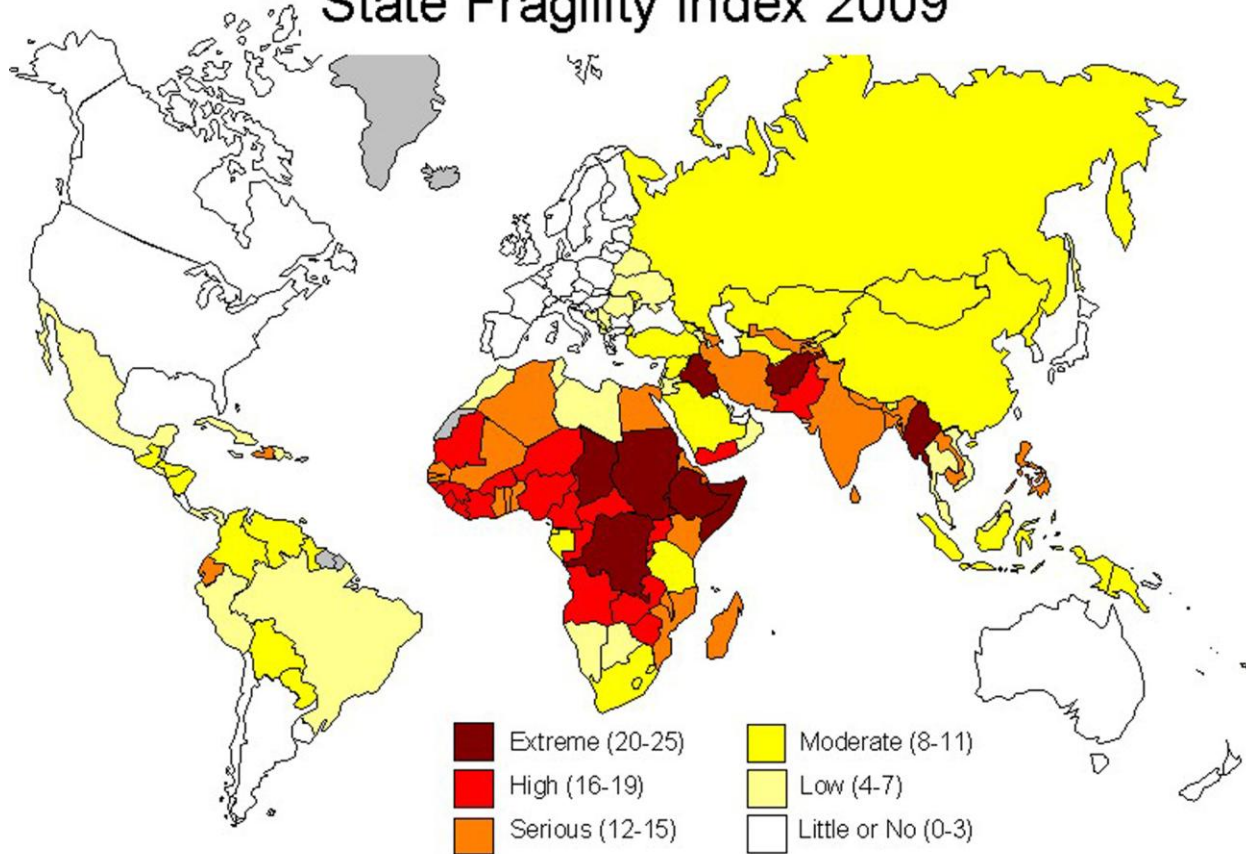 State Fragility Index 2009
Extreme (20-25)
High (16-19)
Serious (12-15)
Moderate (8-11)
Low (4-7)
Little or No (0-3)